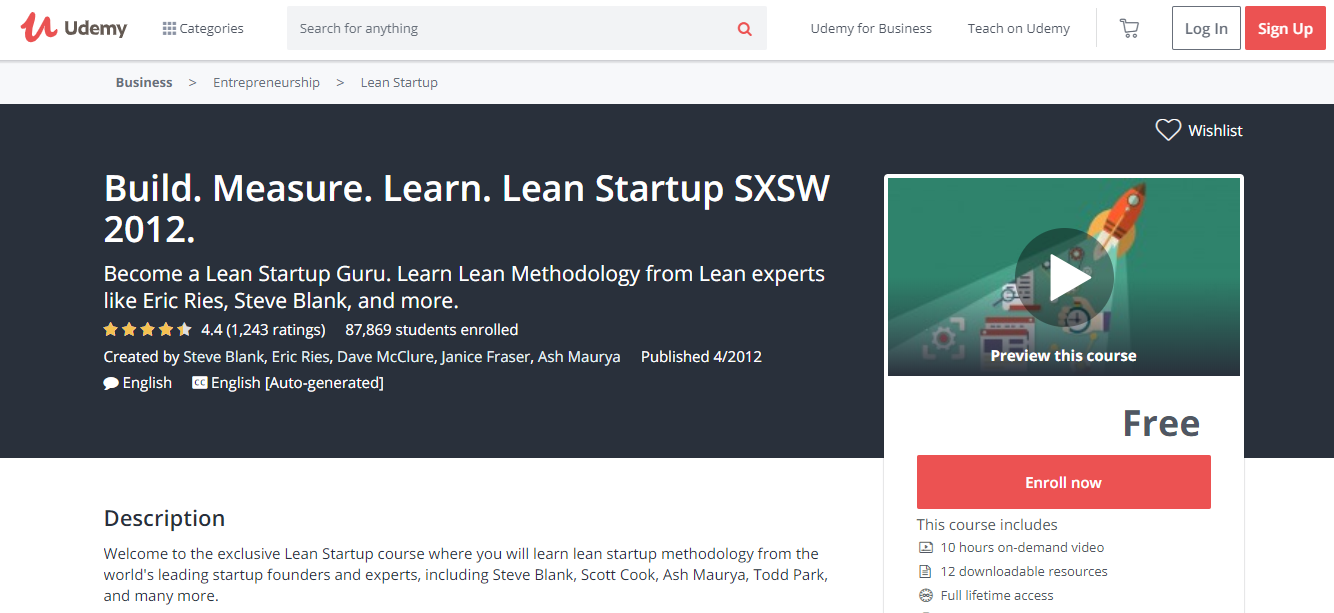 Udemy
Categories
Search for anything
Udemy for Business
Teach on Udemy
Log In
Sign Up
Business > Entrepreneurship > Lean Startup
Wishlist
Build. Measure. Learn. Lean Startup SXSW
2012.
Become a Lean Startup Guru. Learn Lean Methodology from Lean experts
like Eric Ries, Steve Blank, and more.
4.4 (1,243 ratings) 87,869 students enrolled
Created by Steve Blank, Eric Ries, Dave McClure, Janice Fraser, Ash Maurya Published 4/2012
English CC English [Auto-generated]
Preview this course
Free
Enroll now
This course includes
10 hours on-demand video
12 downloadable resources
Full lifetime access
Description
Welcome to the exclusive Lean Startup course where you will learn lean startup methodology from the
world's leading startup founders and experts, including Steve Blank, Scott Cook, Ash Maurya, Todd Park,
and many more.